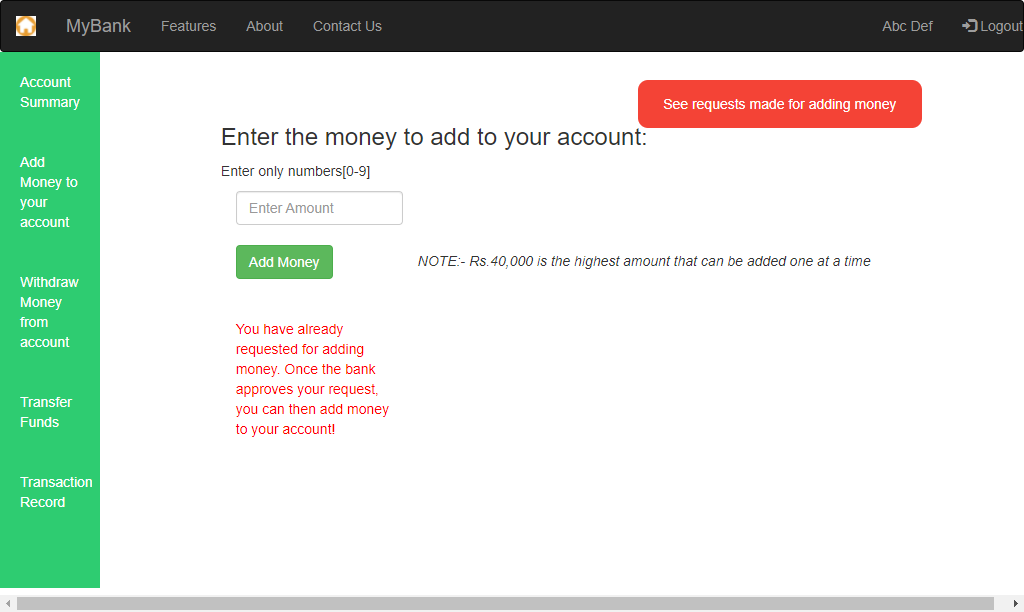 MyBank Features About Contact Us Abc Def Logout
Account
Summary
Add
Money to
your
account
Withdraw
Money
from
account
Transfer
Funds
Transaction
Record
See requests made for adding money
Enter the money to add to your account:
Enter only numbers[0-9]
Enter Amount
Add Money
NOTE:- Rs.40,000 is the highest amount that can be added one at a time
You have already
requested for adding
money. Once the bank
approves your request,
you can then add money
to your account!